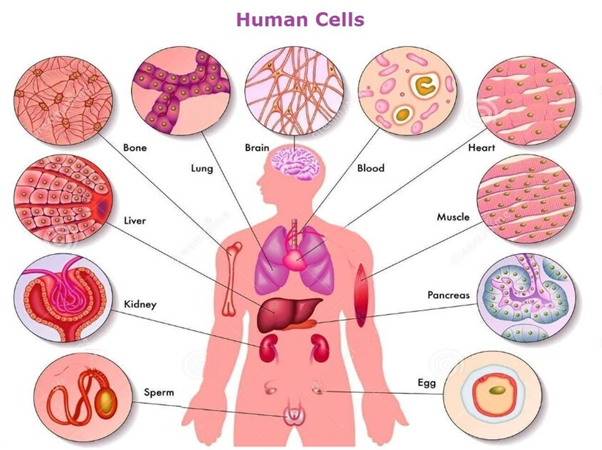 Human Cells
Bone
Lung
Brain
Blood
Heart
Liver
Muscle
Kidney
Pancreas
Sperm
Egg